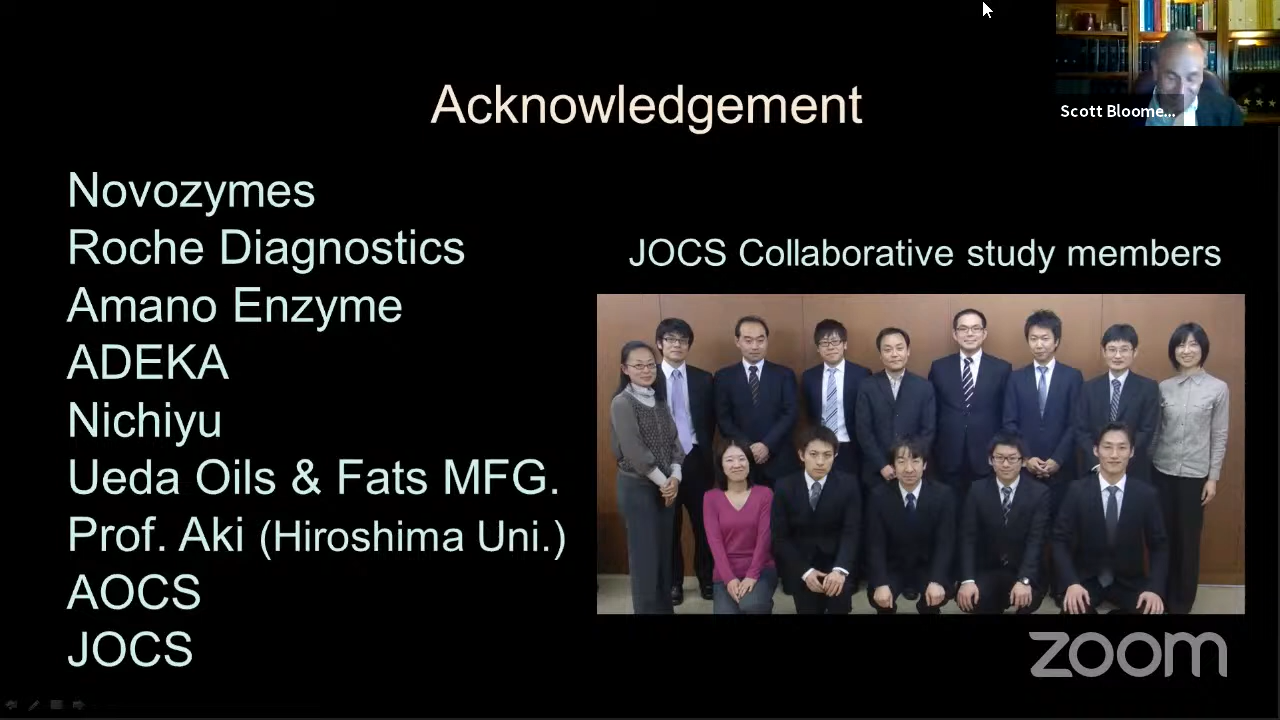 Acknowledgement
Scott Bloome...
Novozymes
Roche Diagnostics
Amano Enzyme
ADEKA
Nichiyu
Ueda Oils & Fats MFG.
Prof. Aki (Hiroshima Uni.)
AOCS
JOCS
JOCS Collaborative study members
zoom